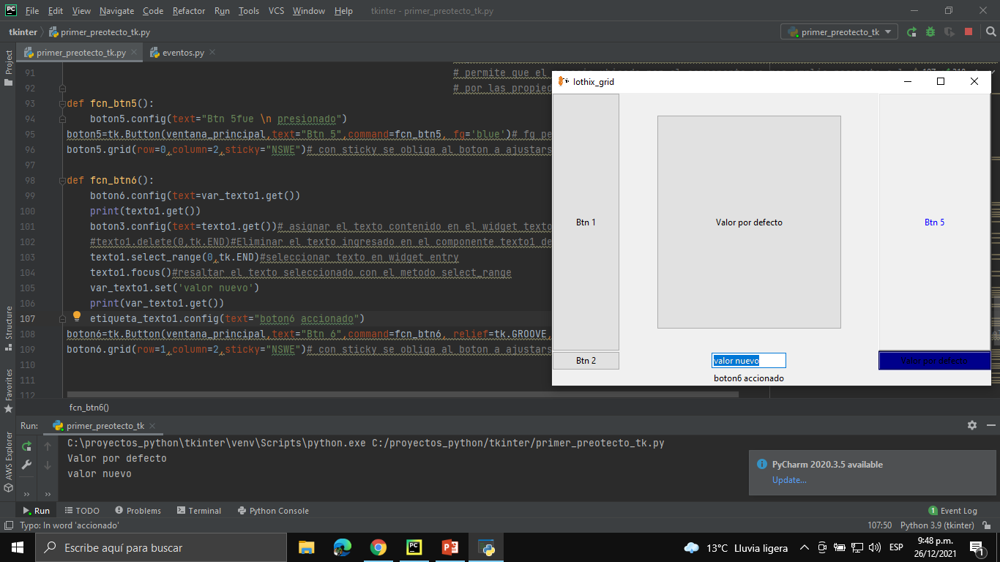 File Edit View Navigate Code Refactor Run Tools VCS Window Help tkinter - primer_preotecto_tk.py
tkinter primer_preotecto_tk.py
primer_preotecto_tk
primer_preotecto_tk.py eventos.py
Project
Structure
Favorites
AWS Explorer
91 # permite que el
92 # por las propied
93 def fcn_btn5():
94 boton5.config(text="Btn 5fue \n presionado")
95 boton5=tk.Button(ventana_principal,text="Btn 5",command=fcn_btn5, fg='blue')# fg pe
96 boton5.grid(row=0,column=2,sticky="NSWE")# con sticky se obliga al boton a ajustars
97
98 def fcn_btn6():
99 boton6.config(text=var_texto1.get())
100 print(texto1.get())
101 boton3.config(text=texto1.get())# asignar el texto contenido en el widget texto
102 #texto1.delete(0,tk.END)#Eliminar el texto ingresado en el componente texto1 de
103 texto1.select_range(0,tk.END)#seleccionar texto en widget entry
104 texto1.focus()#resaltar el texto seleccionado con el metodo select_range
105 var_texto1.set('valor nuevo')
106 print(var_texto1.get())
107 etiqueta_texto1.config(text="boton6 accionado")
108 boton6=tk.Button(ventana_principal,text="Btn 6",command=fcn_btn6, relief=tk.GROOVE,
109 boton6.grid(row=1,column=2,sticky="NSWE")# con sticky se obliga al boton a ajustars
110
111
112
fcn_btn6()
lothix_grid
Btn 1
Valor por defecto
Btn 5
Btn 2
valor nuevo
Valor por defecto
boton6 accionado
Run: primer_preotecto_tk
C:\proyectos_python\tkinter\venv\Scripts\python.exe C:/proyectos_python/tkinter/primer_preotecto_tk.py
Valor por defecto
valor nuevo
PyCharm 2020.3.5 available
Update...
Run TODO Problems Terminal Python Console 1 Event Log
Typo: In word 'accionado' 107:50 Python 3.9 (tkinter)
Escribe aquí para buscar
13°C Lluvia ligera
ESP
9:48 p.m.
26/12/2021
1